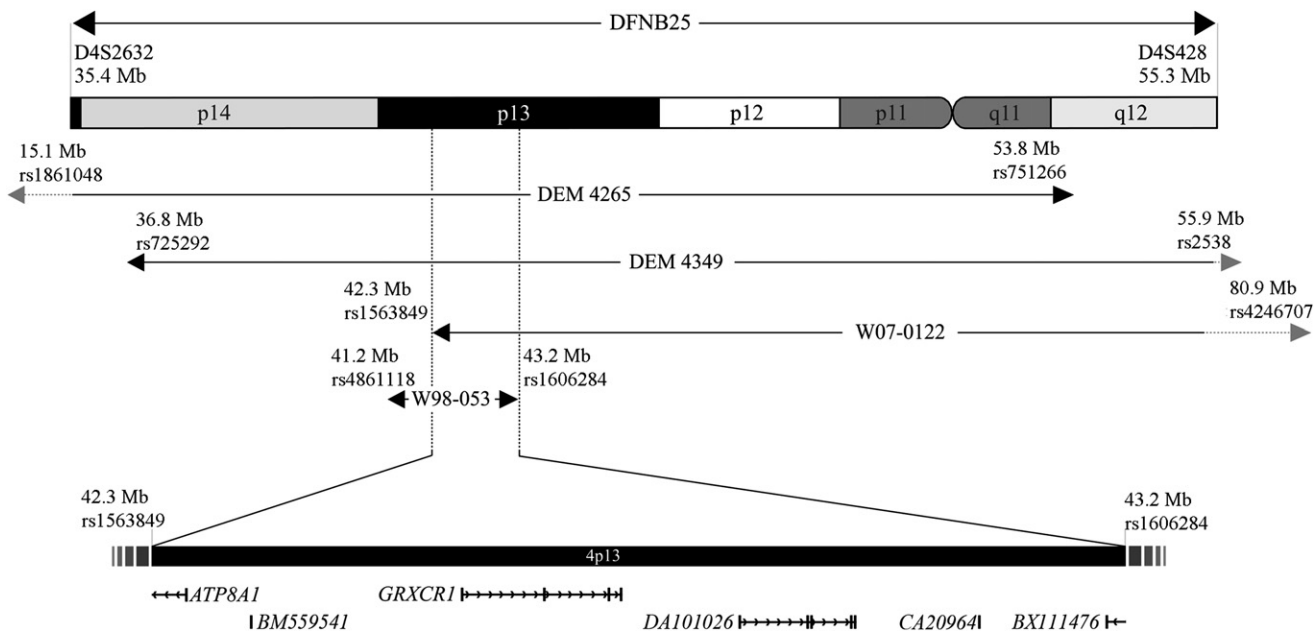 DFNB25
D4S2632
35.4 Mb
D4S428
55.3 Mb
p14
p13
p12
p11
q11
q12
15.1 Mb
rs1861048
53.8 Mb
rs751266
DEM 4265
36.8 Mb
rs725292
55.9 Mb
rs2538
DEM 4349
42.3 Mb
rs1563849
80.9 Mb
rs4246707
W07-0122
41.2 Mb
rs4861118
43.2 Mb
rs1606284
W98-053
42.3 Mb
rs1563849
43.2 Mb
rs1606284
4p13
ATP8A1
GRXCR1
BM559541
DA101026
CA20964
BX111476